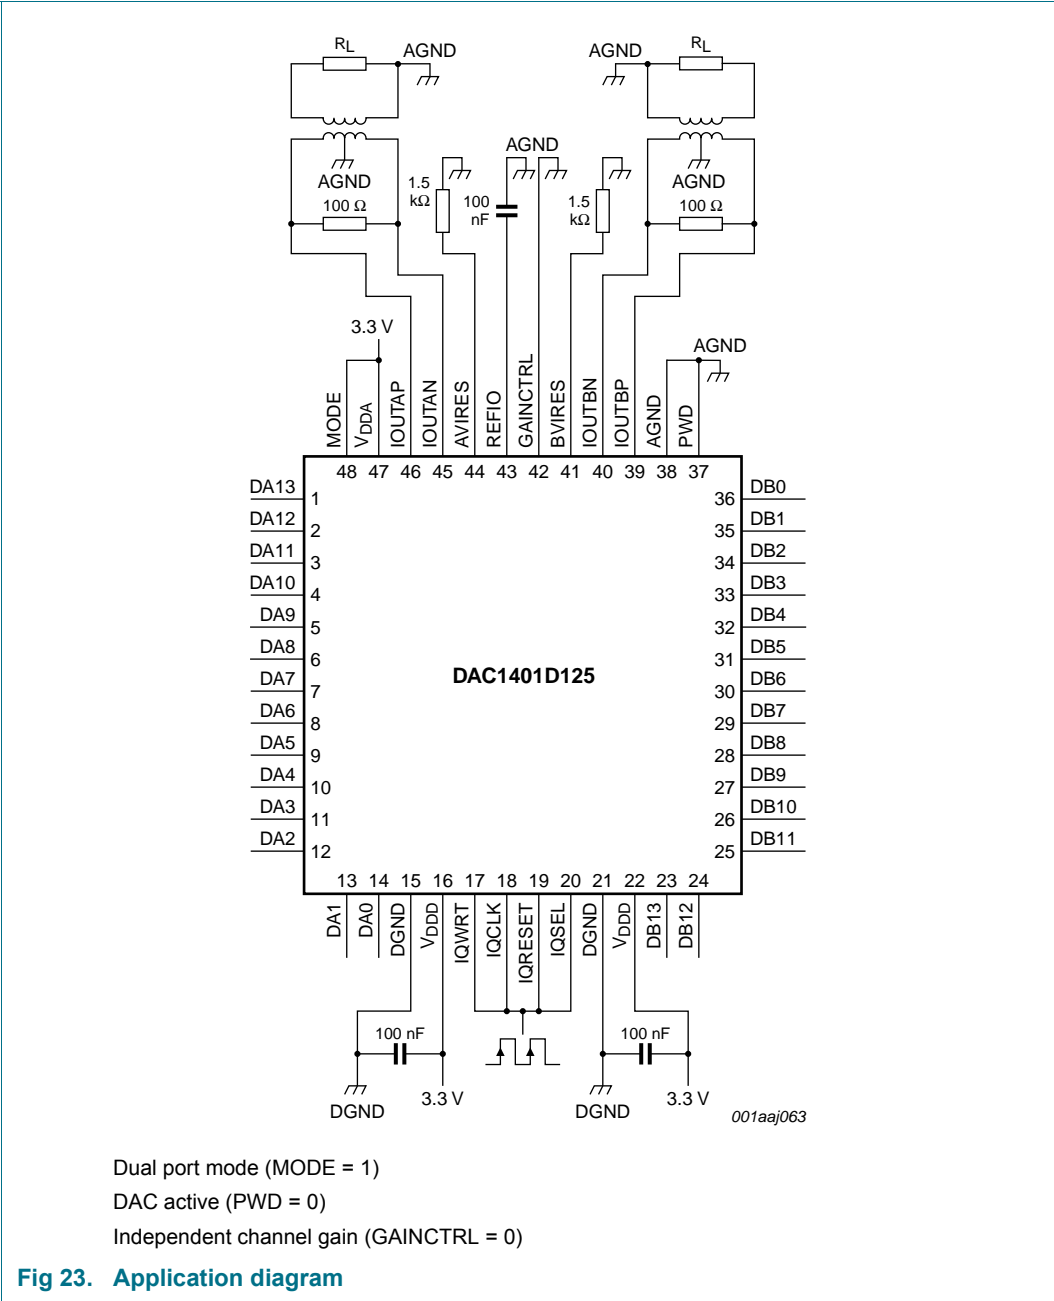 RL AGND
AGND RL
AGND
AGND
AGND
100 Ω
1.5
kΩ
100
nF
1.5
kΩ
100 Ω
3.3 V
AGND
MODE
VDDA
IOUTAP
IOUTAN
AVIRES
REFIO
GAINCTRL
BVIRES
IOUTBN
IOUTBP
AGND
PWD
48 47 46 45 44 43 42 41 40 39 38 37
DA13 1 36 DB0
DA12 2 35 DB1
DA11 3 34 DB2
DA10 4 33 DB3
DA9 5 32 DB4
DA8 6 31 DB5
DAC1401D125
DA7 7 30 DB6
DA6 8 29 DB7
DA5 9 28 DB8
DA4 10 27 DB9
DA3 11 26 DB10
DA2 12 25 DB11
13 14 15 16 17 18 19 20 21 22 23 24
DA1
DA0
DGND
VDDD
IQWRT
IQCLK
IQRESET
IQSEL
DGND
VDDD
DB13
DB12
100 nF
100 nF
DGND
3.3 V
DGND
3.3 V
001aaj063
Dual port mode (MODE = 1)
DAC active (PWD = 0)
Independent channel gain (GAINCTRL = 0)
Fig 23. Application diagram